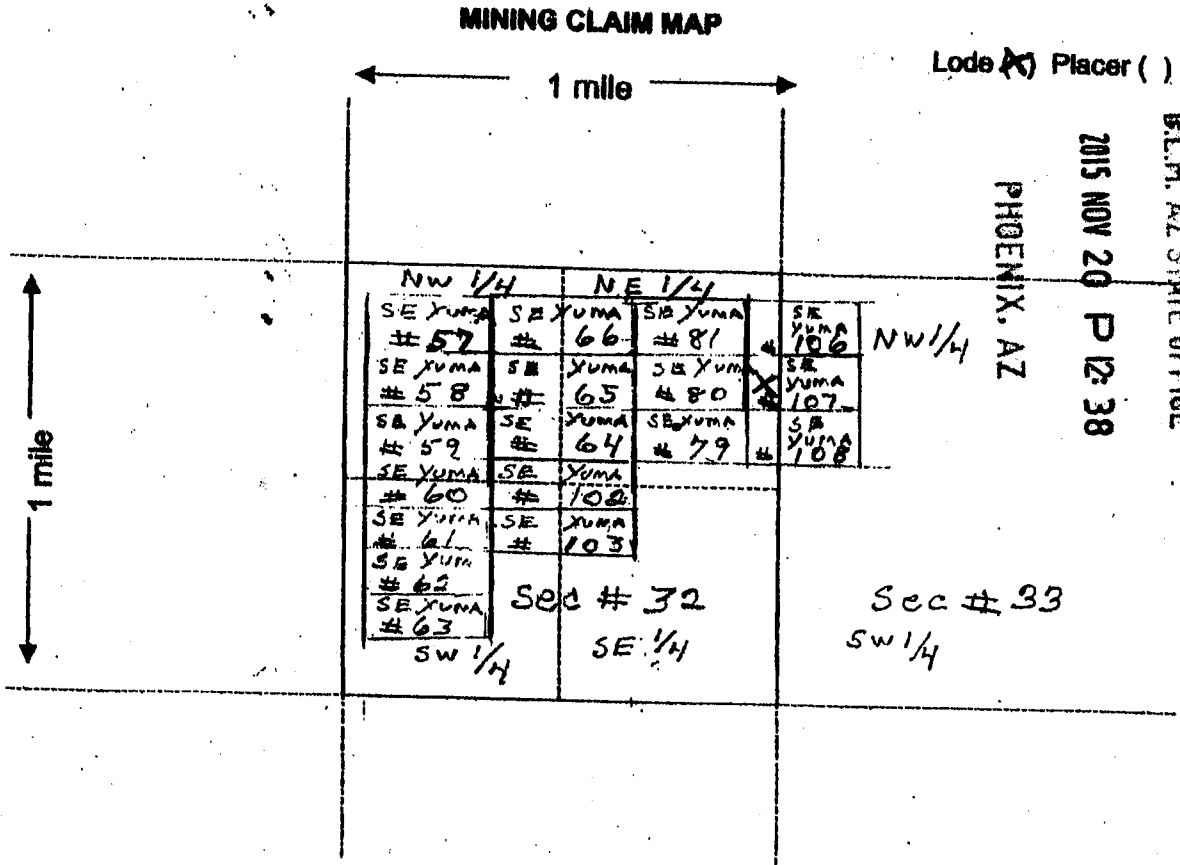 MINING CLAIM MAP
Lode (X) Placer ( )
1 mile
B.L.M. AZ STATE OFFICE
2015 NOV 20 P 12:38
PHOENIX, AZ
1 mile
NW 1/4
NE 1/4
NW 1/4
SE YUMA
# 57
SE YUMA
# 66
SE YUMA
# 81
SE
YUMA
# 106
SE YUMA
# 58
SE YUMA
# 65
SE YUMA
# 80
X
SE
YUMA
# 107
SE YUMA
# 59
SE YUMA
# 64
SE YUMA
# 79
SE
YUMA
# 108
SE YUMA
# 60
SE YUMA
# 102
SE YUMA
# 61
SE YUMA
# 103
SE YUMA
# 62
SE YUMA
# 63
Sec # 32
Sec # 33
SW 1/4
SE 1/4
SW 1/4